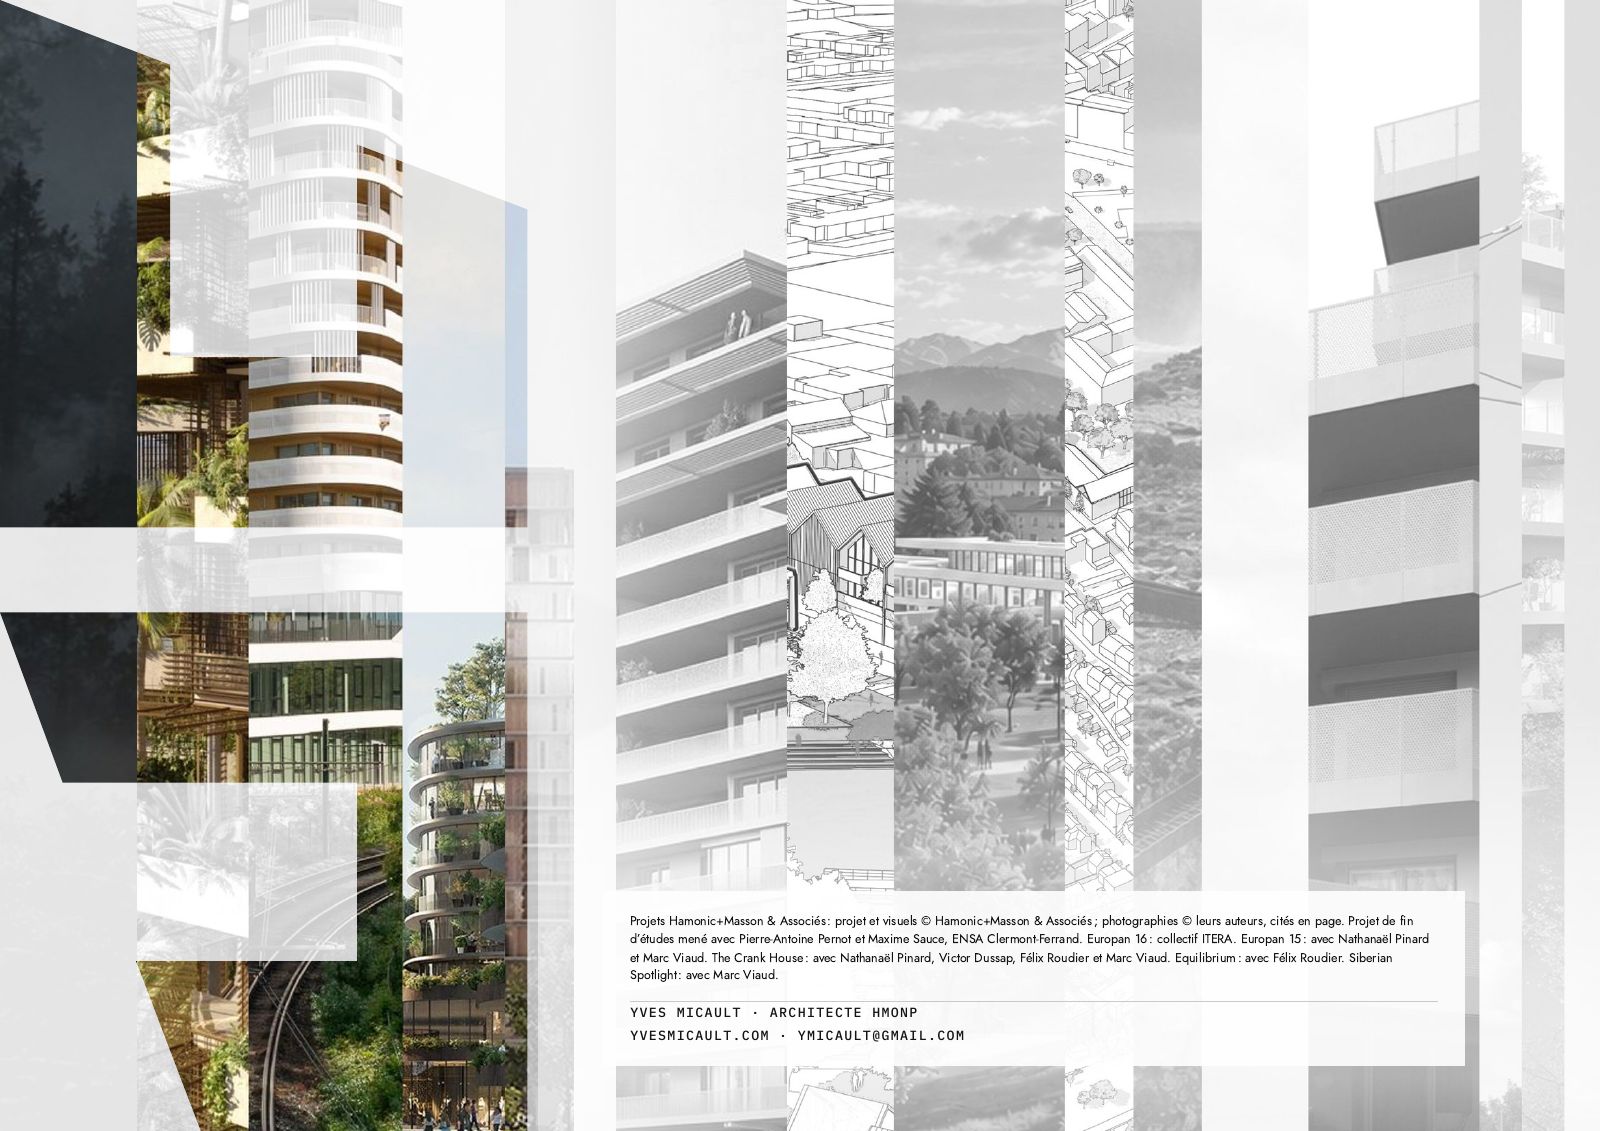 Projets Hamonic+Masson & Associés : projet et visuels © Hamonic+Masson & Associés ; photographies © leurs auteurs, cités en page. Projet de fin
d'études mené avec Pierre-Antoine Pernot et Maxime Sauce, ENSA Clermont-Ferrand. Europan 16 : collectif ITERA. Europan 15 : avec Nathanaël Pinard
et Marc Viaud. The Crank House : avec Nathanaël Pinard, Victor Dussap, Félix Roudier et Marc Viaud. Equilibrium : avec Félix Roudier. Siberian
Spotlight : avec Marc Viaud.
YVES MICAULT · ARCHITECTE HMONP
YVESMICAULT.COM · YMICAULT@GMAIL.COM